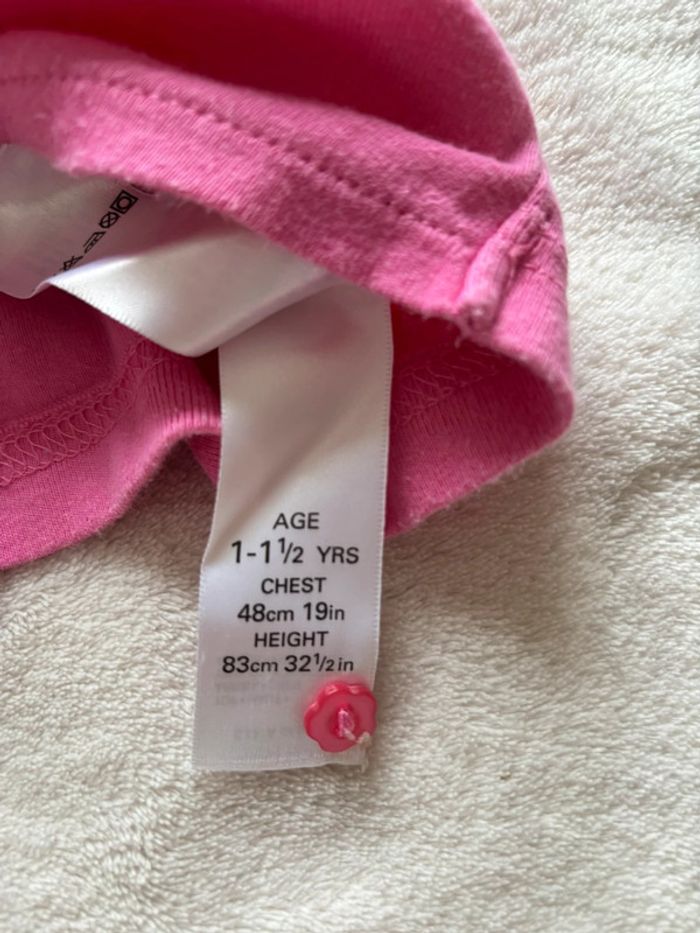 AGE
1-1½ YRS
CHEST
48cm 19in
HEIGHT
83cm 32½in